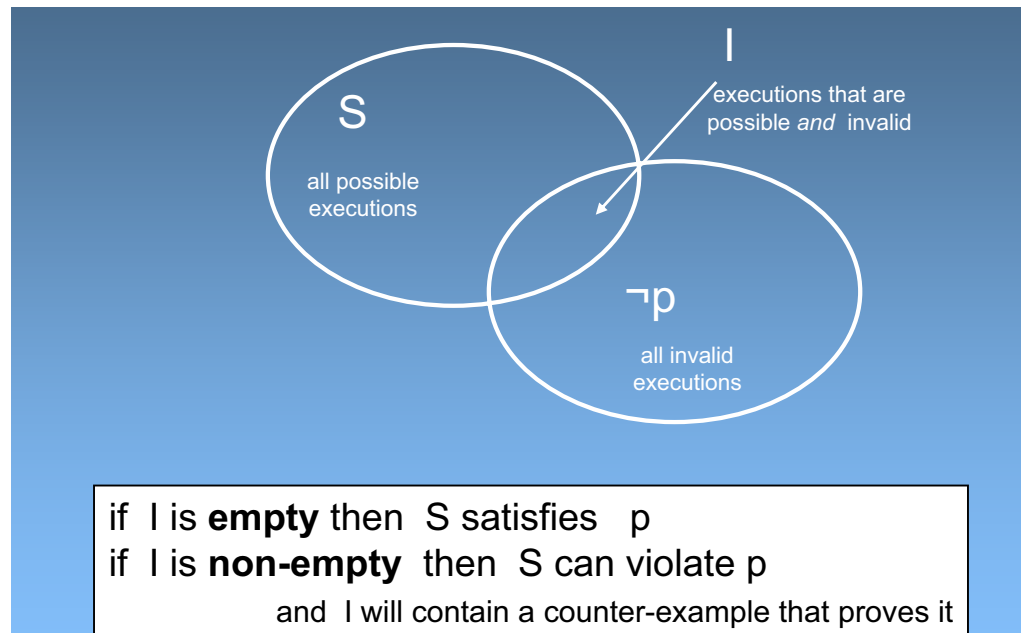 I
executions that are
possible and invalid
S
all possible
executions
¬p
all invalid
executions
if I is empty then S satisfies p
if I is non-empty then S can violate p
and I will contain a counter-example that proves it